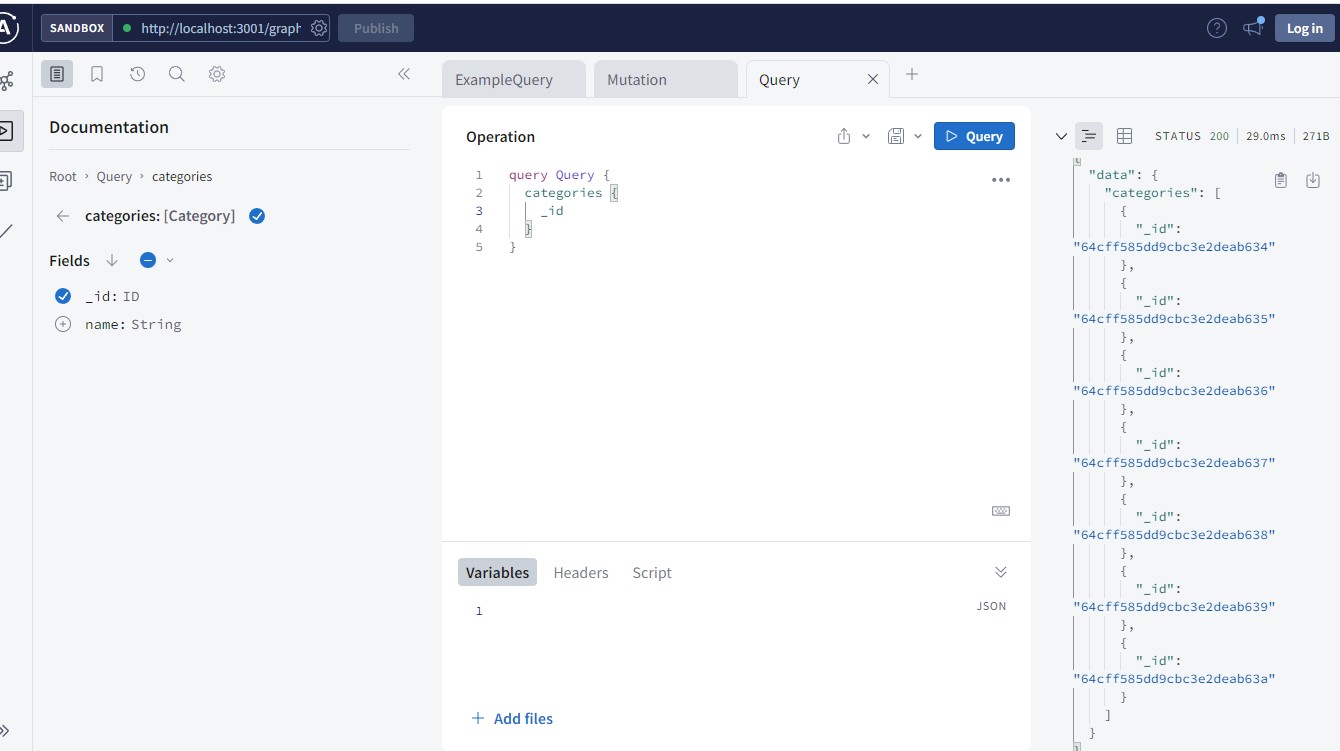 SANDBOX http://localhost:3001/graph Publish Log in
Documentation
Root › Query › categories
categories: [Category]
Fields
_id: ID
name: String
ExampleQuery Mutation Query
Operation
Query
1 query Query {
2 categories {
3 _id
4 }
5 }
Variables Headers Script
1
JSON
Add files
STATUS 200 29.0ms 271B
{
"data": {
"categories": [
{
"_id":
"64cff585dd9cbc3e2deab634"
},
{
"_id":
"64cff585dd9cbc3e2deab635"
},
{
"_id":
"64cff585dd9cbc3e2deab636"
},
{
"_id":
"64cff585dd9cbc3e2deab637"
},
{
"_id":
"64cff585dd9cbc3e2deab638"
},
{
"_id":
"64cff585dd9cbc3e2deab639"
},
{
"_id":
"64cff585dd9cbc3e2deab63a"
}
]
}
}